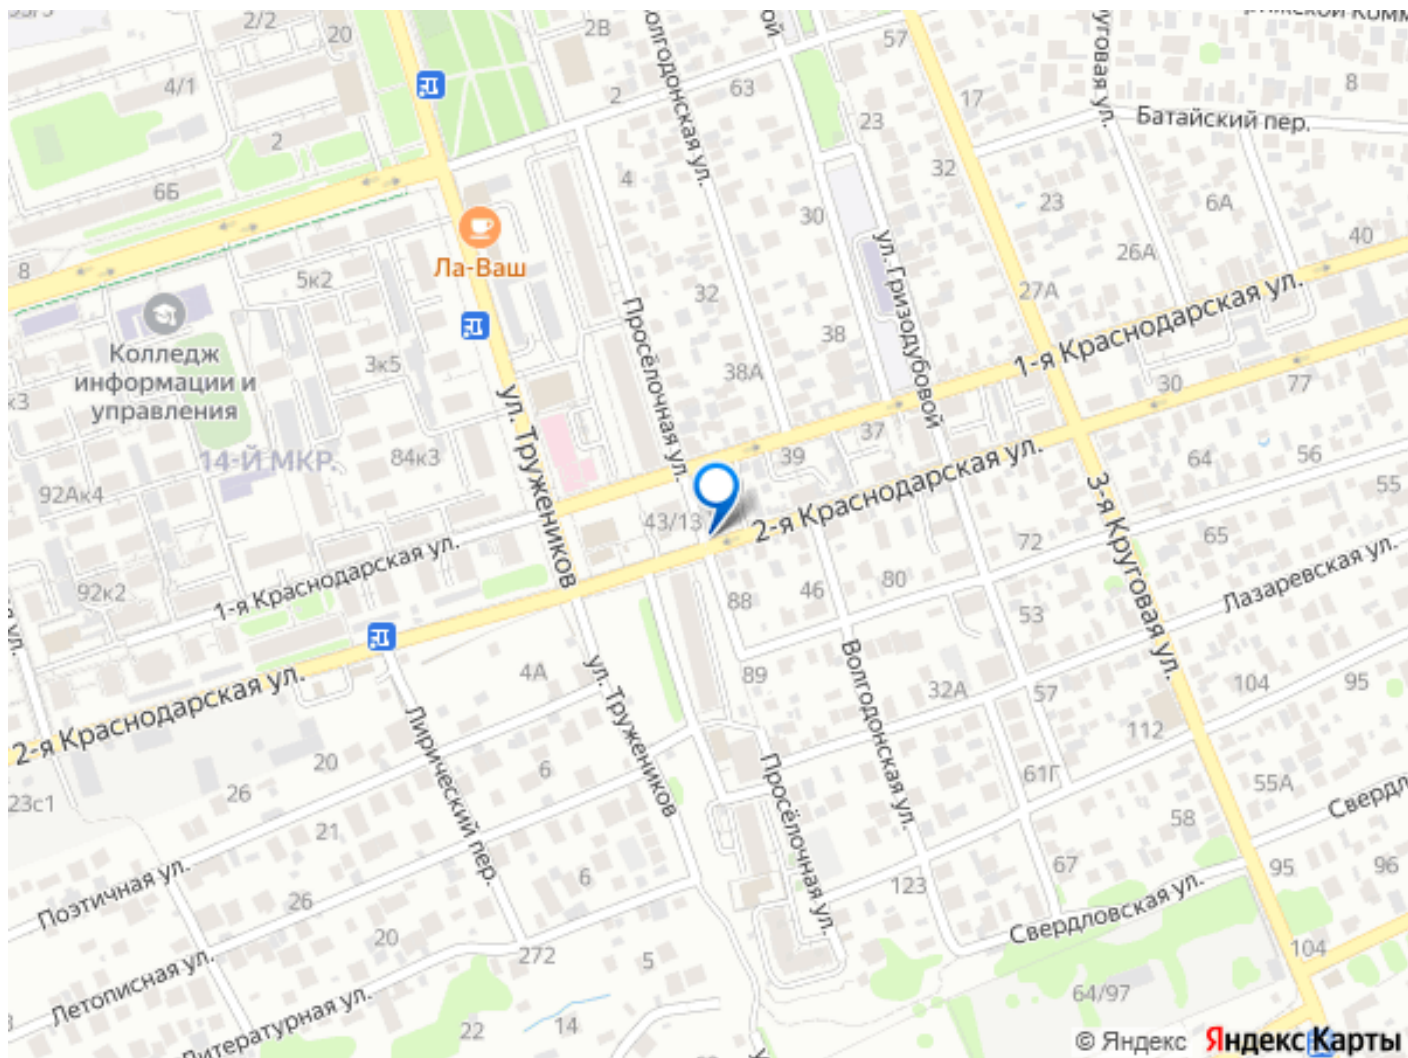 2/2
20
2В
57
4/1
2
63
17
8
Батайский пер.
23
2
32
4
6Б
Волгодонская ул.
30
23
6А
40
26А
Ла-Ваш
8
5к2
32
27А
ул. Гризодубовой
1-я Краснодарская ул.
Просёлочная ул.
38
Колледж
информации и
управления
3к5
38А
30
77
ул. Тружеников
37
14-Й МКР.
84к3
39
64
56
92Ак4
43/13
2-я Краснодарская ул.
3-я Круговая ул.
55
65
72
1-я Краснодарская ул.
92к2
88
46
80
53
Лазаревская ул.
2-я Краснодарская ул.
4А
ул. Тружеников
89
Волгодонская ул.
32А
57
104
95
112
Лирический пер.
20
6
26
61Г
55А
23с1
21
Просёлочная ул.
58
Поэтичная ул.
26
6
123
67
95
96
Свердловская ул.
20
272
5
104
Летописная ул.
64/97
Литературная ул.
22
14
© Яндекс Яндекс Карты